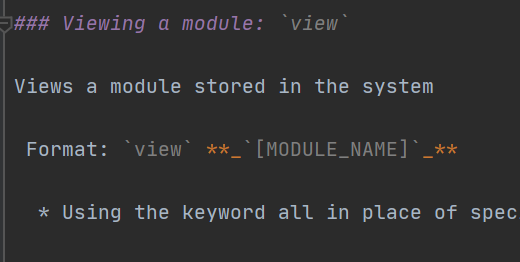 ### Viewing a module: `view`
Views a module stored in the system
Format: `view` **_`[MODULE_NAME]`_**
* Using the keyword all in place of